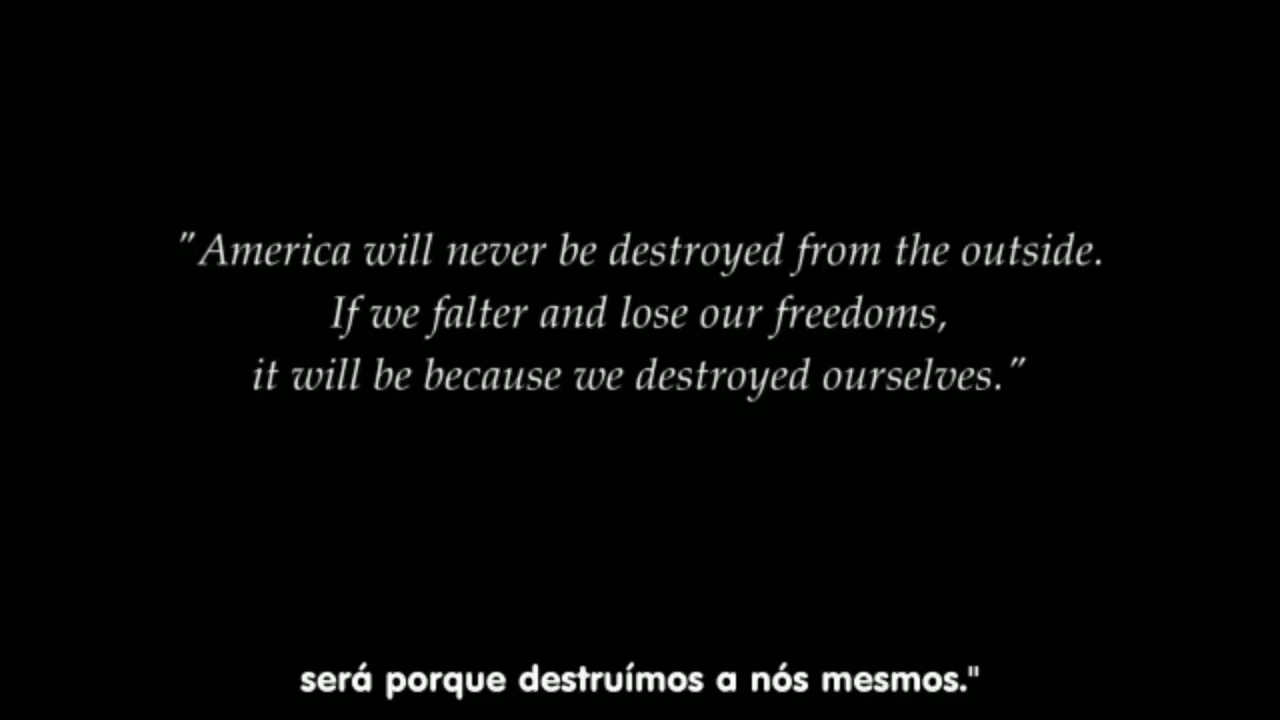 "America will never be destroyed from the outside.
If we falter and lose our freedoms,
it will be because we destroyed ourselves."
será porque destruímos a nós mesmos."